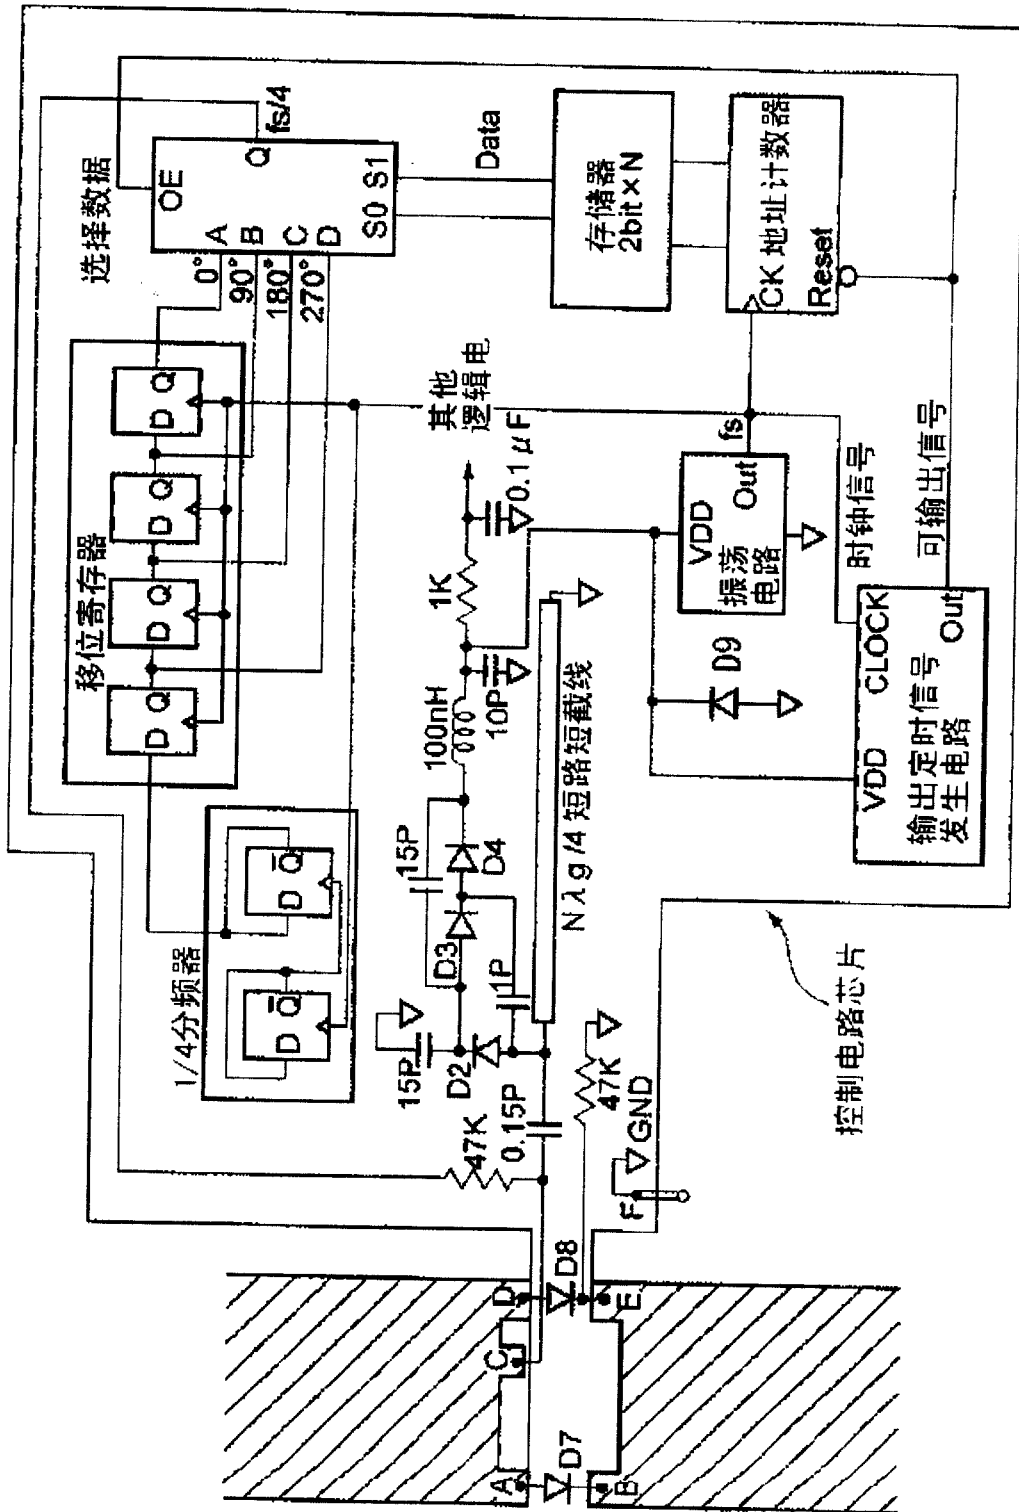 选择数据
OE
A
B
C
D
Q
S0 S1
0°
90°
180°
270°
fs/4
Data
存储器
2bit×N
CK 地址计数器
Reset
移位寄存器
D Q
D Q
D Q
D Q
1/4分频器
D Q̄
D Q̄
其他
逻辑电
0.1μF
1K
10P
100nH
15P
D4
D3
1P
15P
D2
47K
0.15P
Nλg/4 短路短截线
47K
fs
Out
VDD
振荡
电路
D9
时钟信号
可输出信号
VDD
CLOCK
Out
输出定时信号
发生电路
控制电路芯片
GND
F
A
B
C
D
E
D7
D8